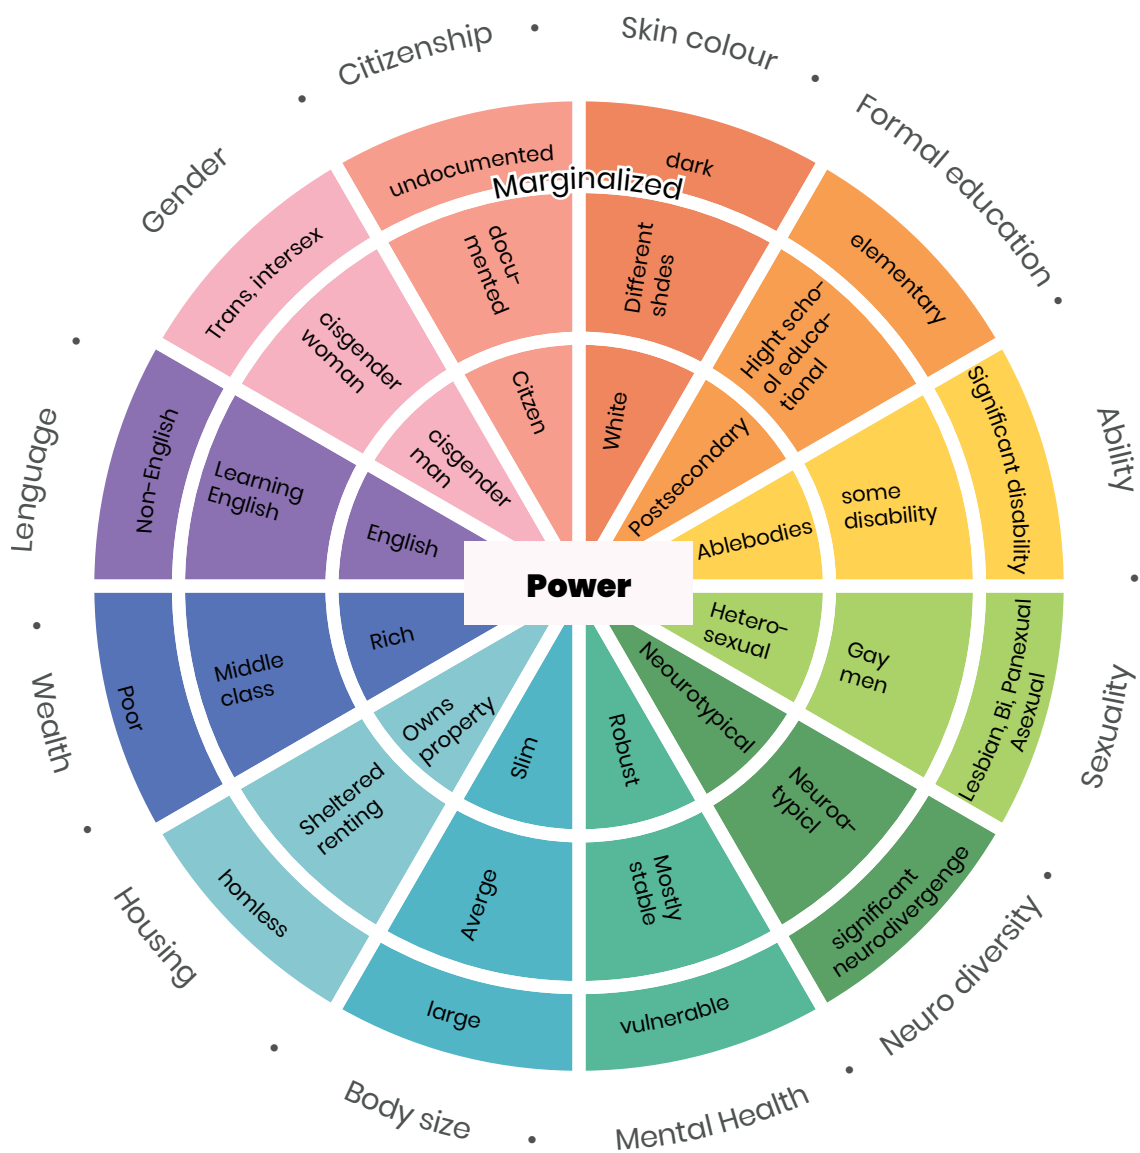 Citizenship
Skin colour
Formal education
Ability
Sexuality
Neuro diversity
Mental Health
Body size
Housing
Wealth
Lenguage
Gender
Marginalized
Power
undocumented
docu-
mented
Citzen
dark
Different
shdes
White
elementary
Hight scho-
ol educa-
tional
Postsecondary
Significant disability
some
disability
Ablebodies
Lesbian, Bi, Panexual
Asexual
Gay
men
Hetero-
sexual
significant
neurodivergenge
Neuroa-
typicl
Neourotypical
vulnerable
Mostly
stable
Robust
large
Averge
Slim
homless
Sheltered
renting
Owns
property
Poor
Middle
class
Rich
Non-English
Learning
English
English
Trans, intersex
cisgender
woman
cisgender
man